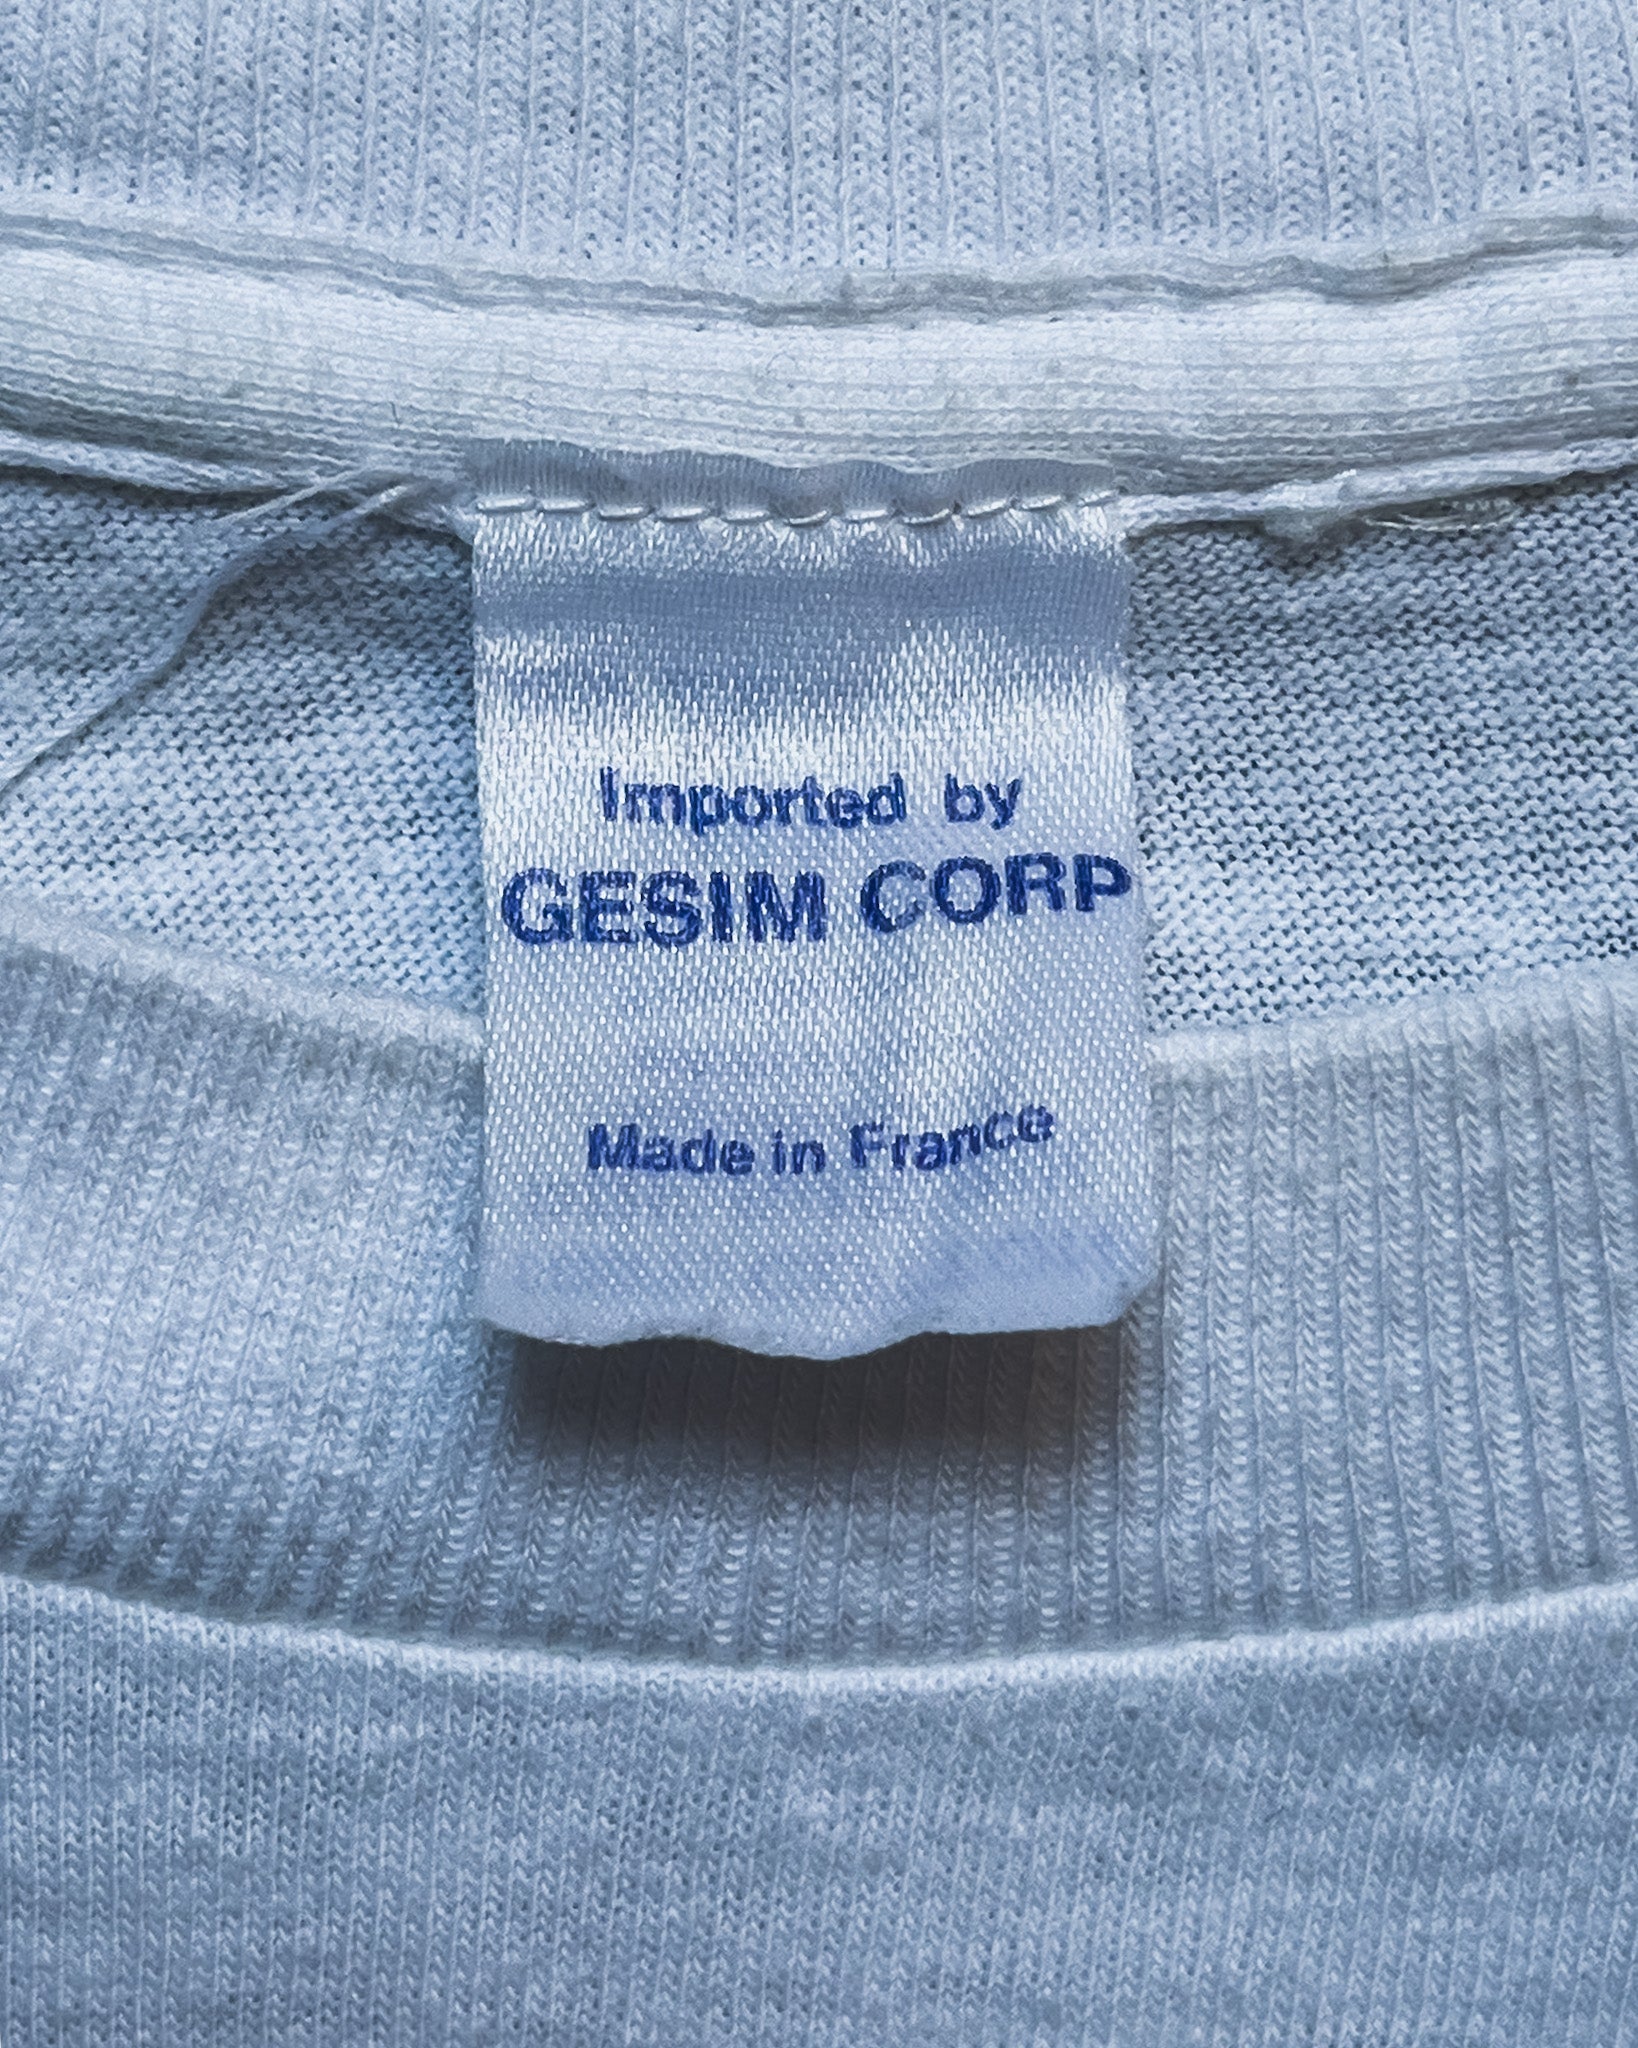 Imported by
GESIM CORP
Made in France